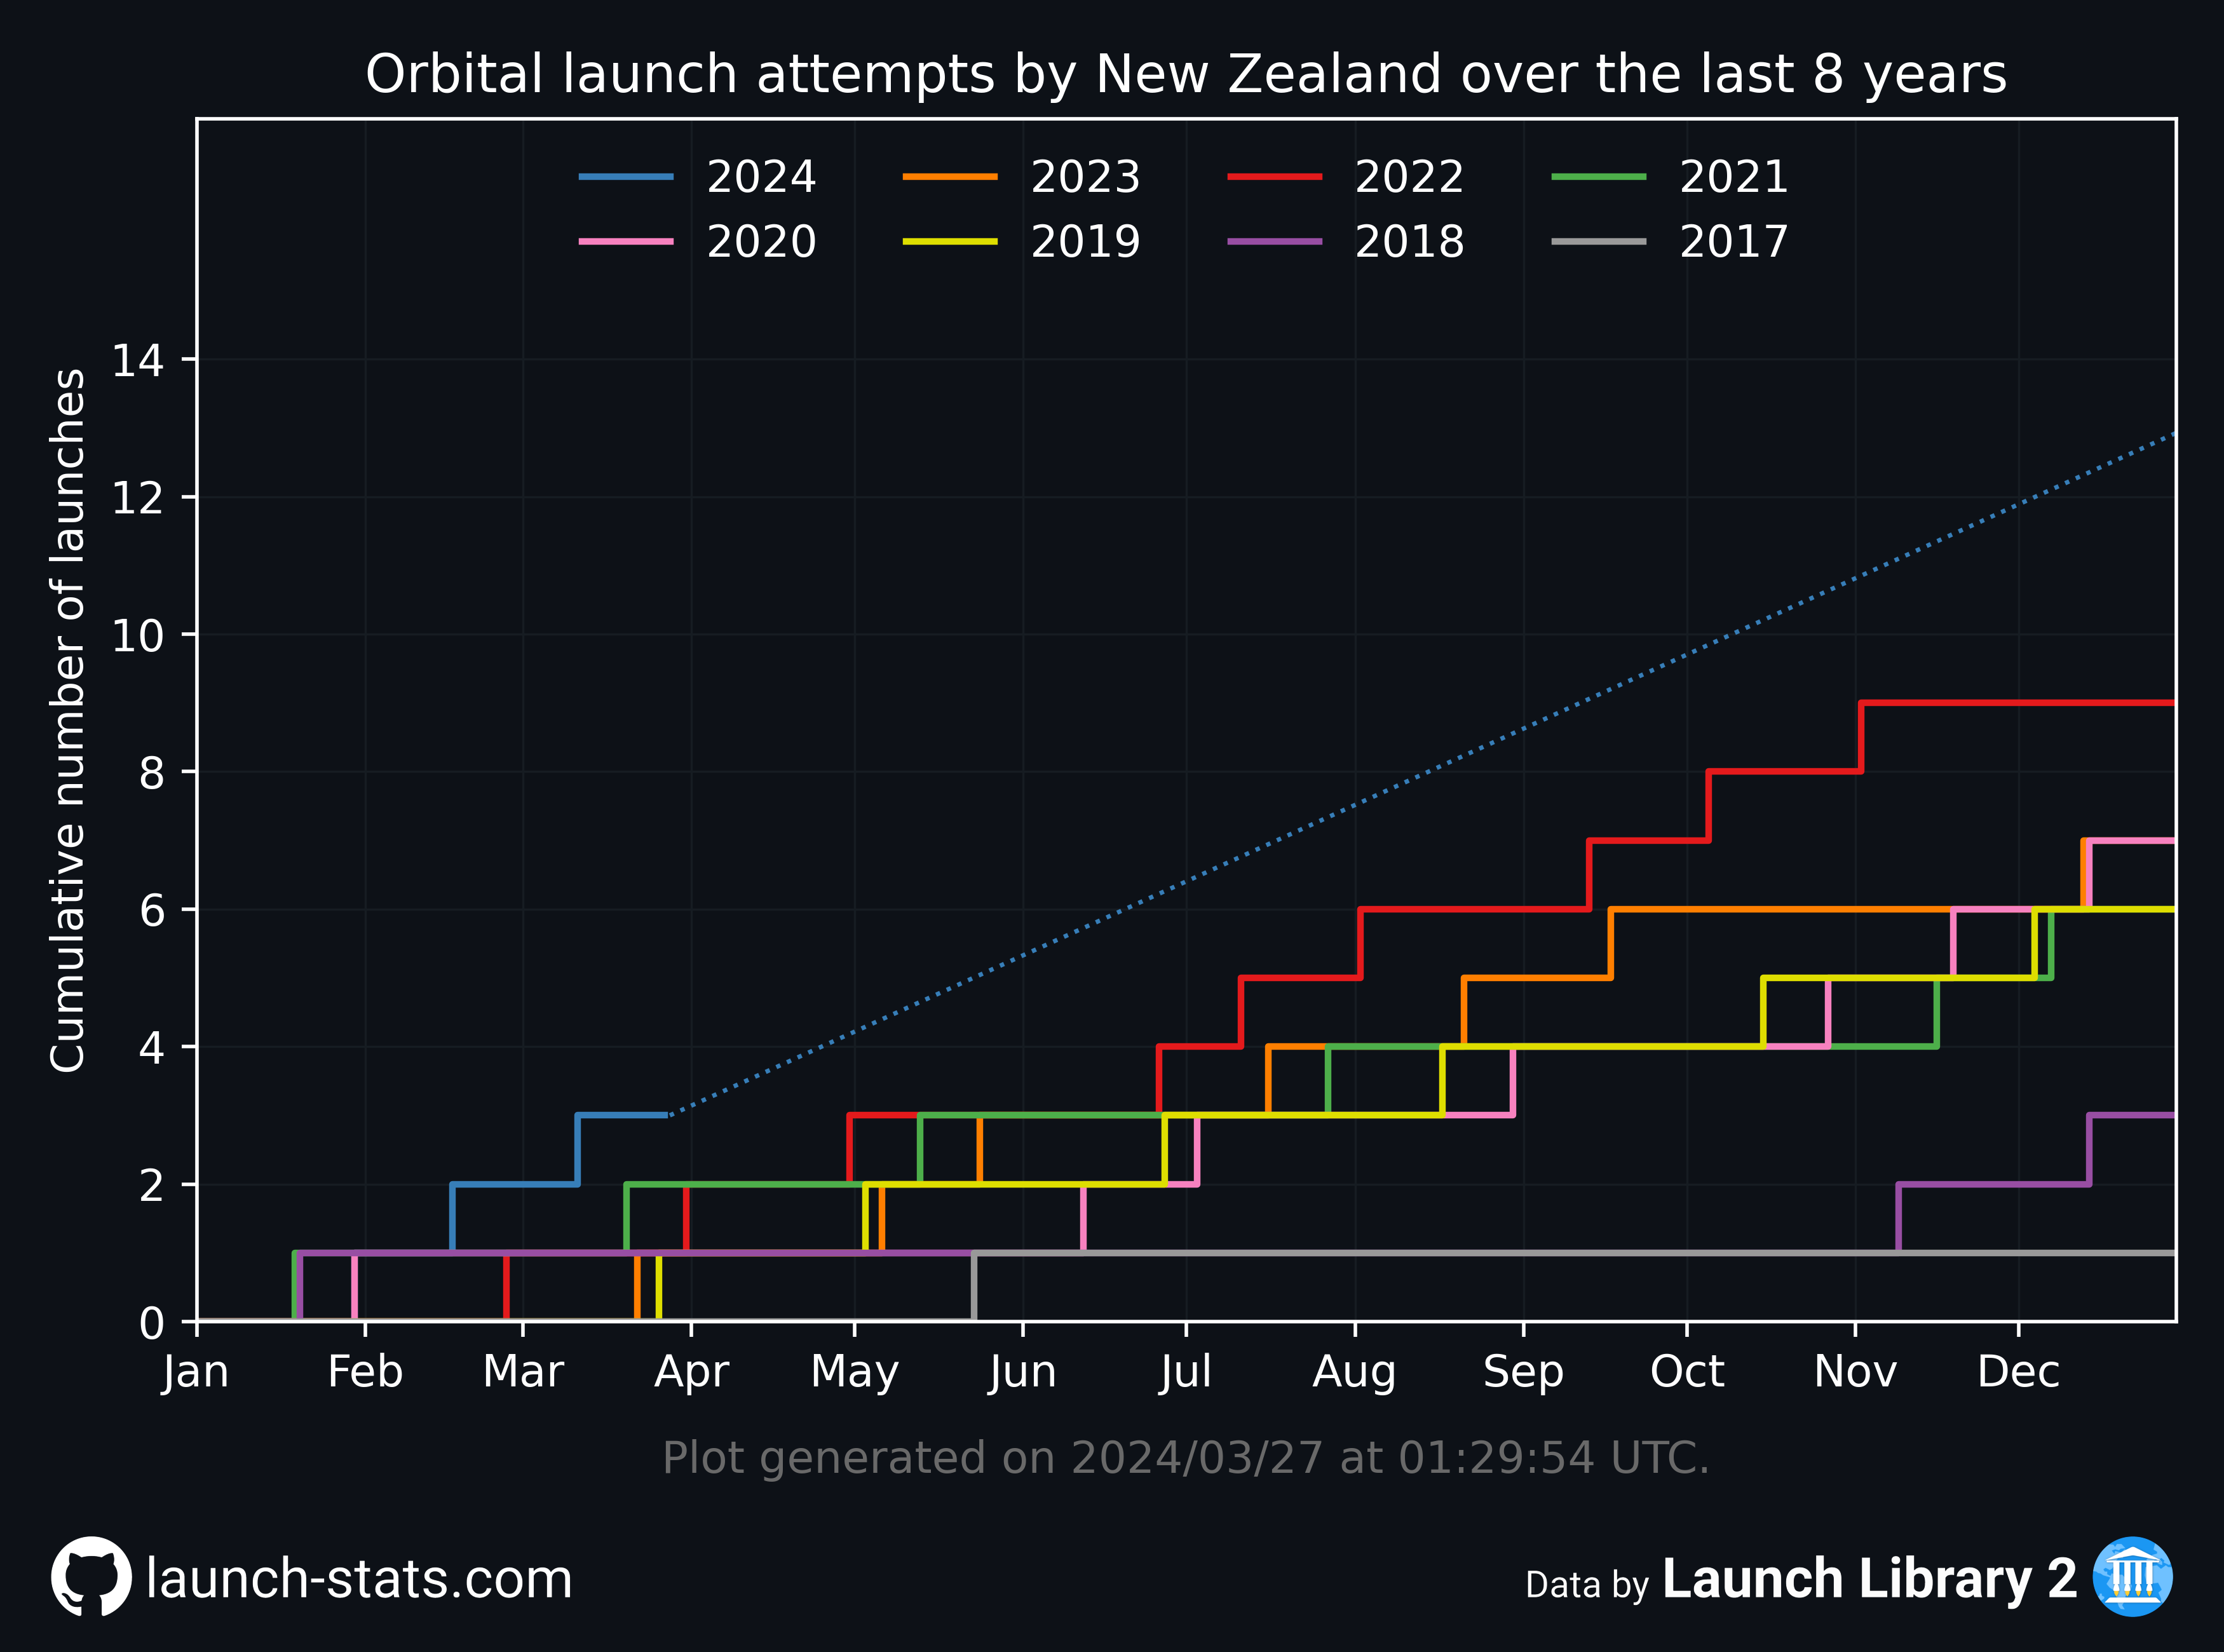 Orbital launch attempts by New Zealand over the last 8 years
2024 2023 2022 2021
2020 2019 2018 2017
Cumulative number of launches
14
12
10
8
6
4
2
0
Jan Feb Mar Apr May Jun Jul Aug Sep Oct Nov Dec
Plot generated on 2024/03/27 at 01:29:54 UTC.
launch-stats.com
Data by Launch Library 2